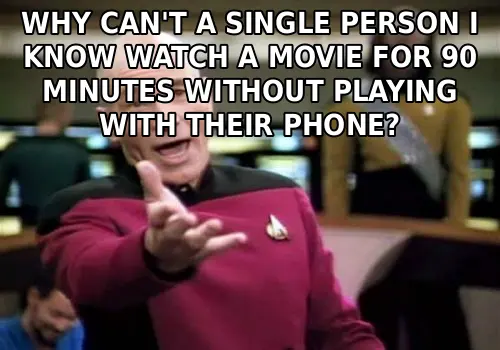 WHY CAN'T A SINGLE PERSON I
KNOW WATCH A MOVIE FOR 90
MINUTES WITHOUT PLAYING
WITH THEIR PHONE?